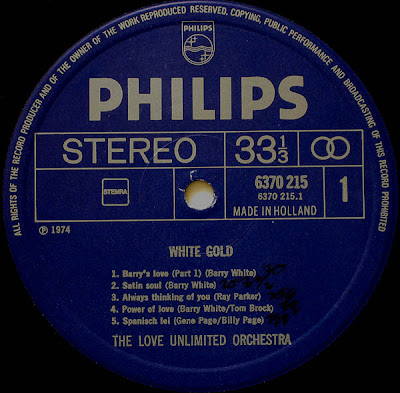 ALL RIGHTS OF THE RECORD PRODUCER AND OF THE OWNER OF THE WORK REPRODUCED RESERVED. COPYING, PUBLIC PERFORMANCE AND BROADCASTING OF THIS RECORD PROHIBITED
PHILIPS
PHILIPS
STEREO
33 1/3
STEMRA
6370 215
6370 215.1
MADE IN HOLLAND
1
℗ 1974
WHITE GOLD
1. Barry's love (Part 1) (Barry White)
2. Satin soul (Barry White)
3. Always thinking of you (Ray Parker)
4. Power of love (Barry White/Tom Brock)
5. Spanisch lei (Gene Page/Billy Page)
THE LOVE UNLIMITED ORCHESTRA